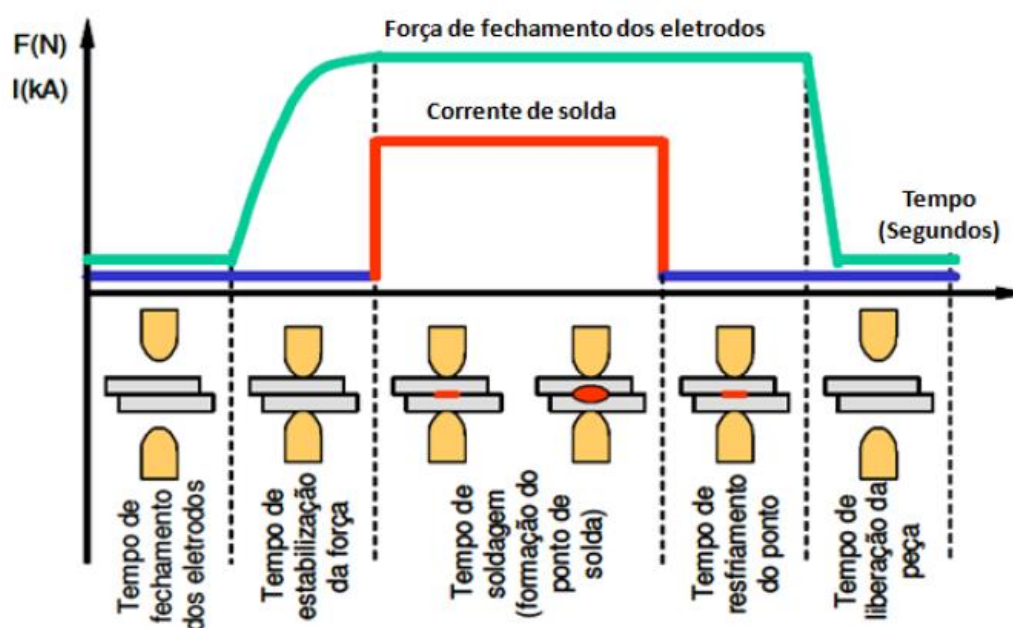 F(N)
I(kA)
Força de fechamento dos eletrodos
Corrente de solda
Tempo
(Segundos)
Tempo de
fechamento
dos eletrodos
Tempo de
estabilização
da força
Tempo de
soldagem
(formação do
ponto de
solda)
Tempo de
resfriamento
do ponto
Tempo de
liberação da
peça